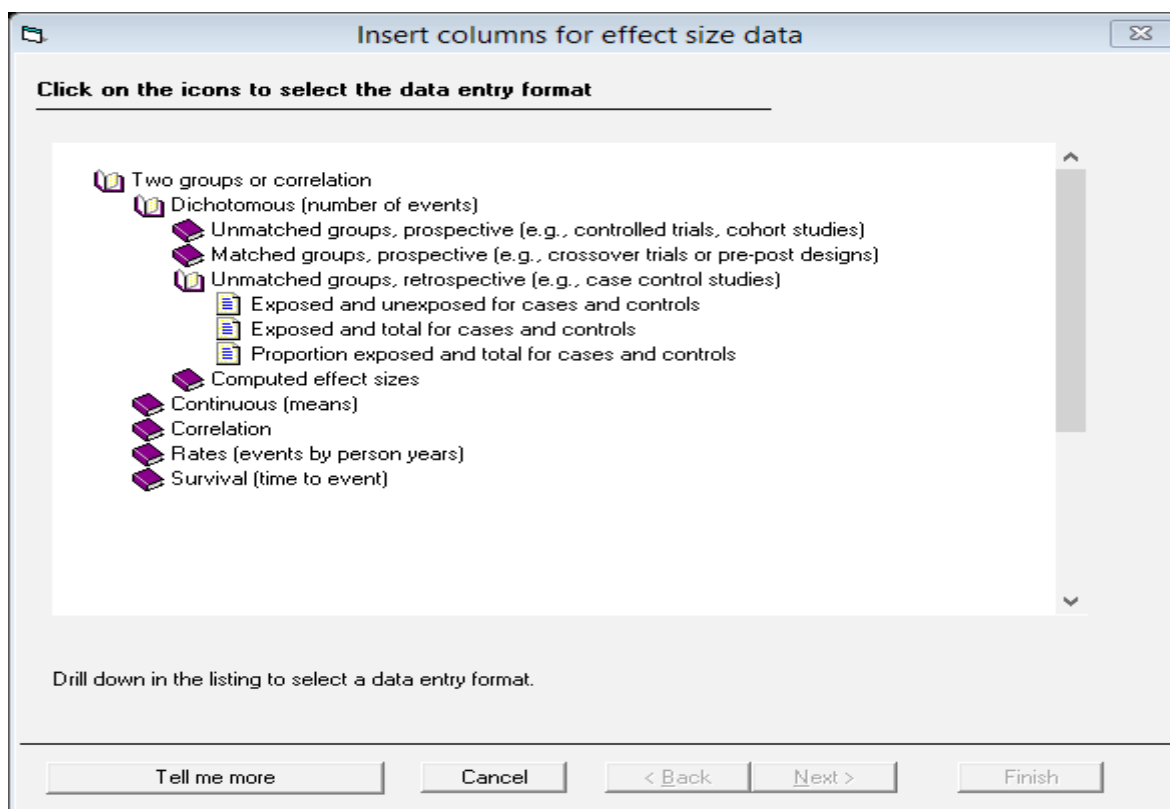 Insert columns for effect size data
Click on the icons to select the data entry format
Two groups or correlation
Dichotomous (number of events)
Unmatched groups, prospective (e.g., controlled trials, cohort studies)
Matched groups, prospective (e.g., crossover trials or pre-post designs)
Unmatched groups, retrospective (e.g., case control studies)
Exposed and unexposed for cases and controls
Exposed and total for cases and controls
Proportion exposed and total for cases and controls
Computed effect sizes
Continuous (means)
Correlation
Rates (events by person years)
Survival (time to event)
Drill down in the listing to select a data entry format.
Tell me more Cancel < Back Next > Finish